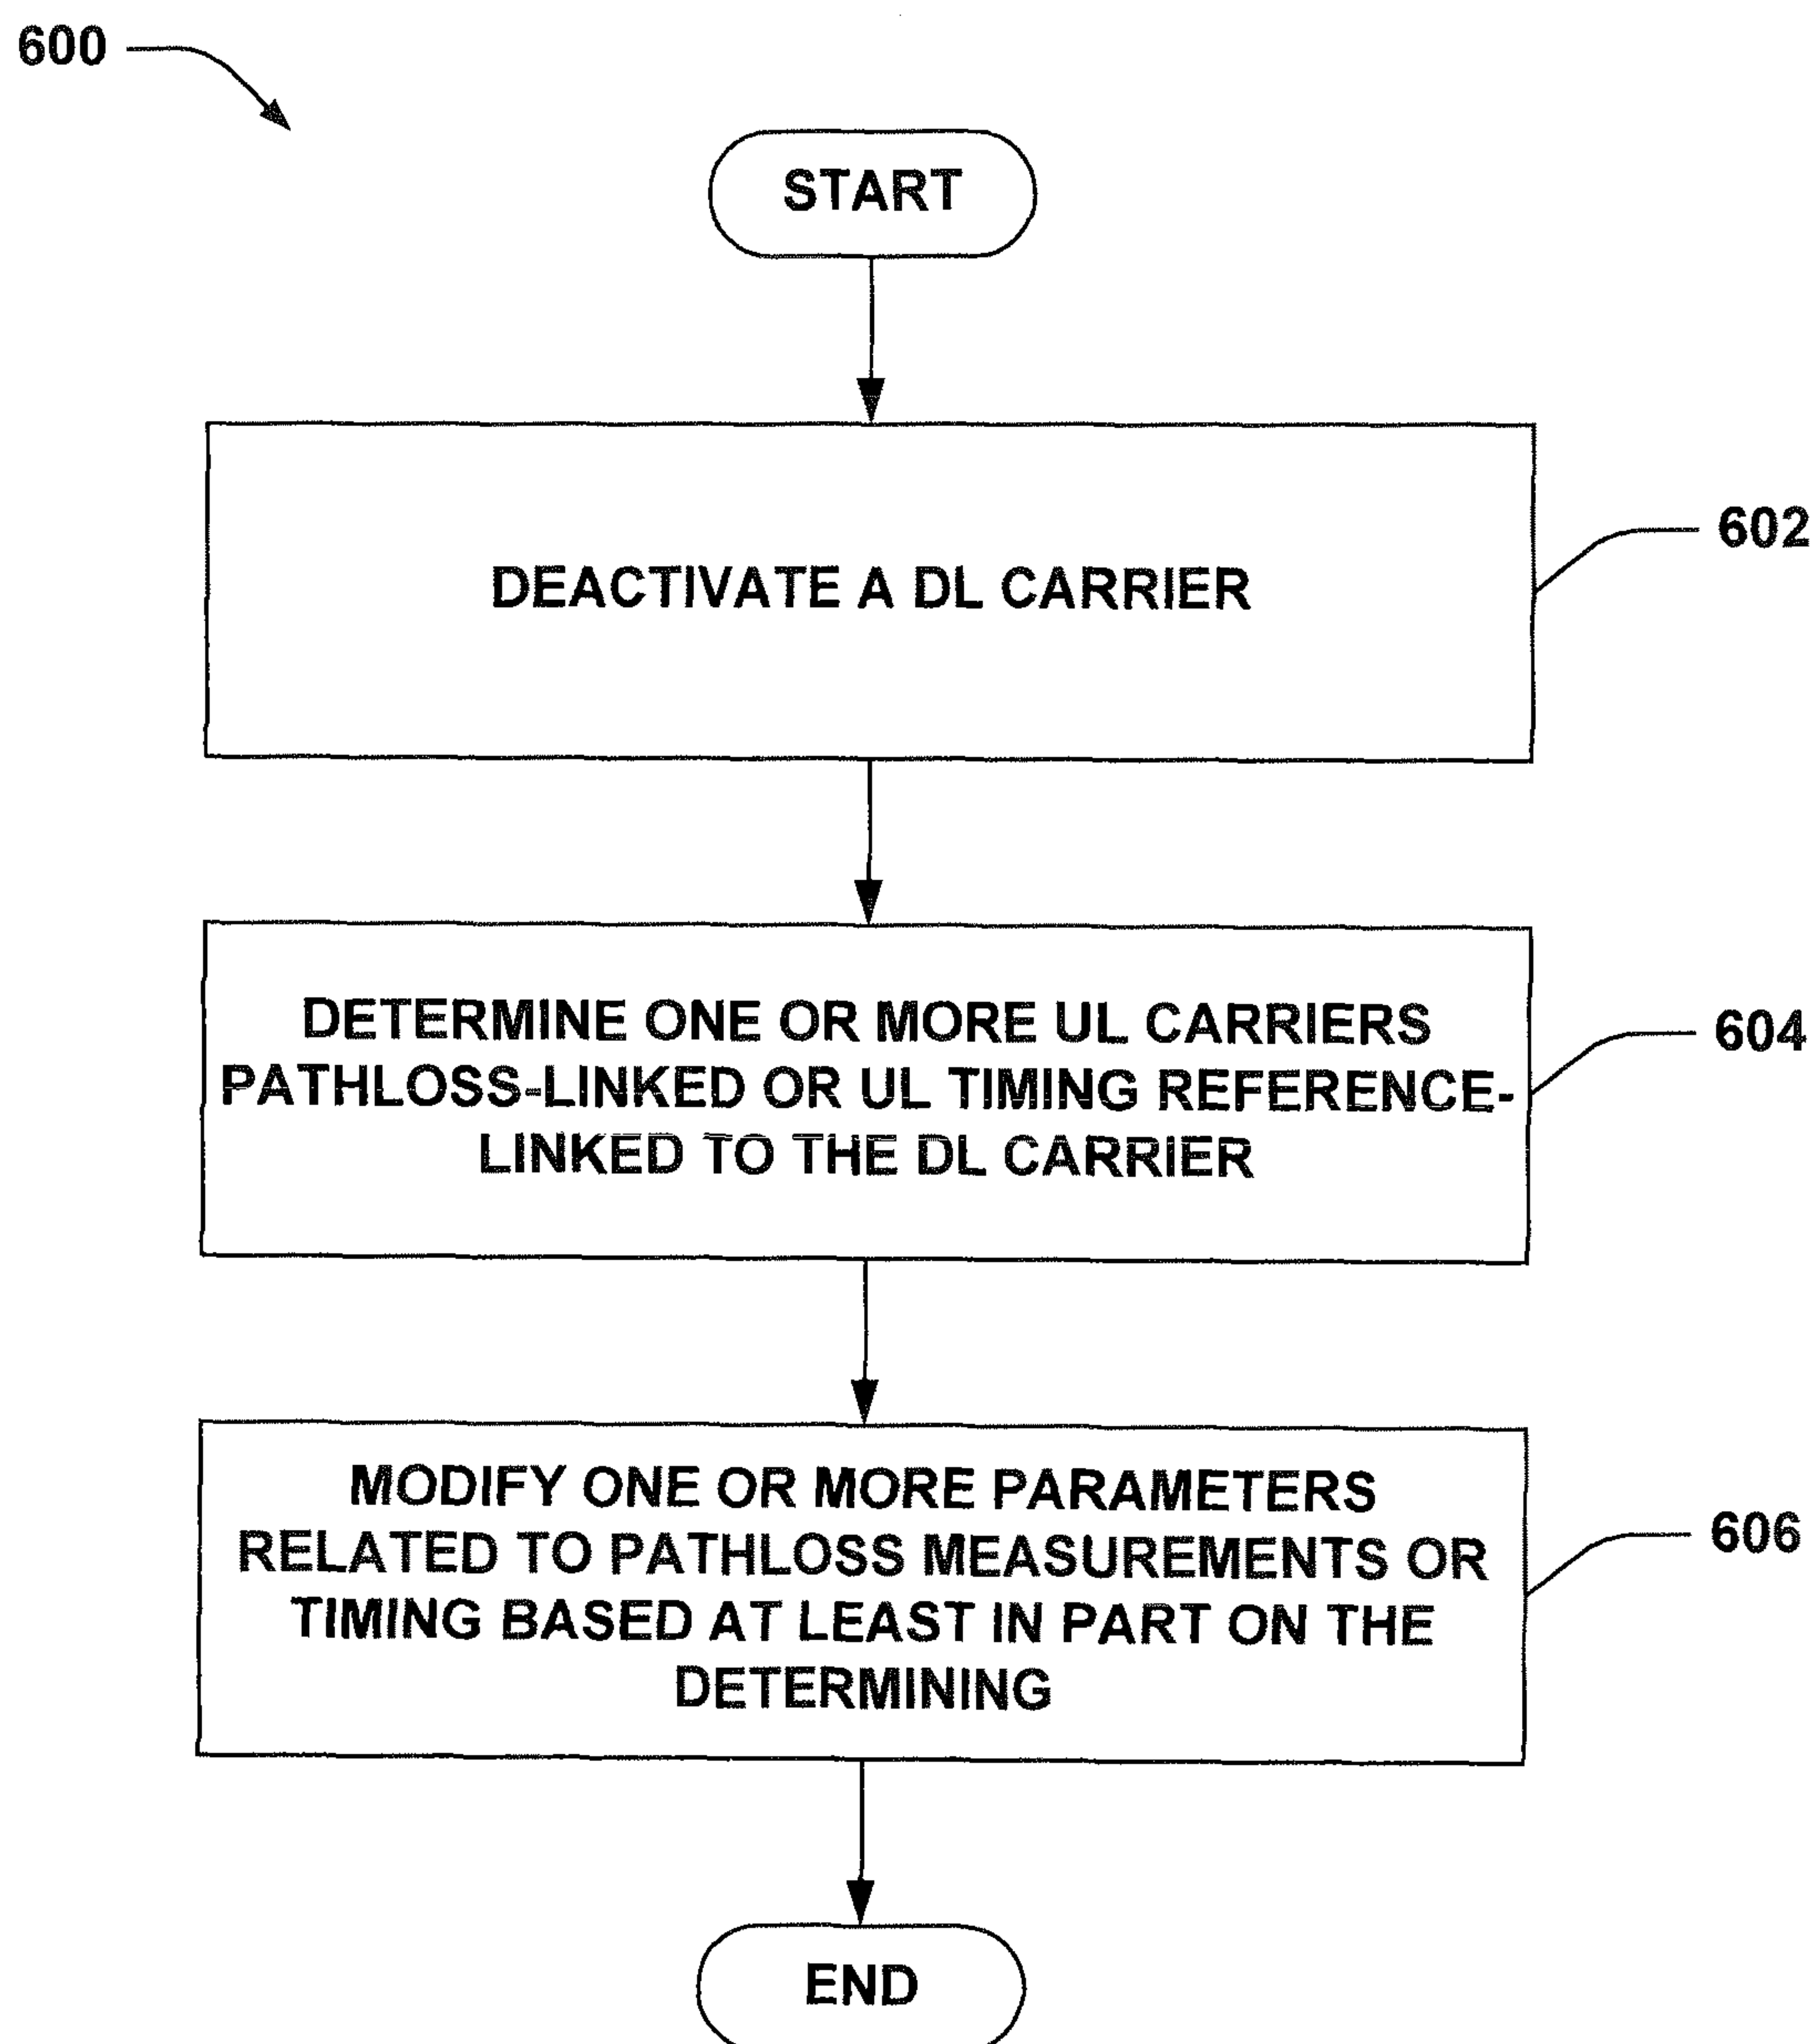 600
START
DEACTIVATE A DL CARRIER
602
DETERMINE ONE OR MORE UL CARRIERS
PATHLOSS-LINKED OR UL TIMING REFERENCE-
LINKED TO THE DL CARRIER
604
MODIFY ONE OR MORE PARAMETERS
RELATED TO PATHLOSS MEASUREMENTS OR
TIMING BASED AT LEAST IN PART ON THE
DETERMINING
606
END